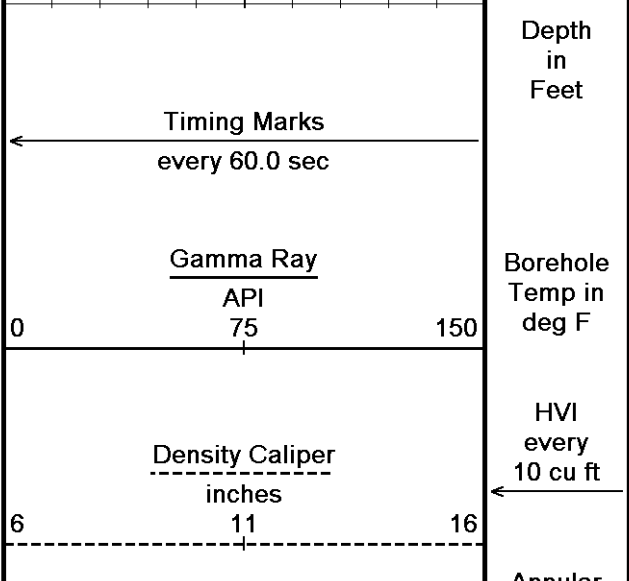 Timing Marks
every 60.0 sec
Gamma Ray
API
0 75 150
Density Caliper
inches
6 11 16
Depth
in
Feet
Borehole
Temp in
deg F
HVI
every
10 cu ft
Annular